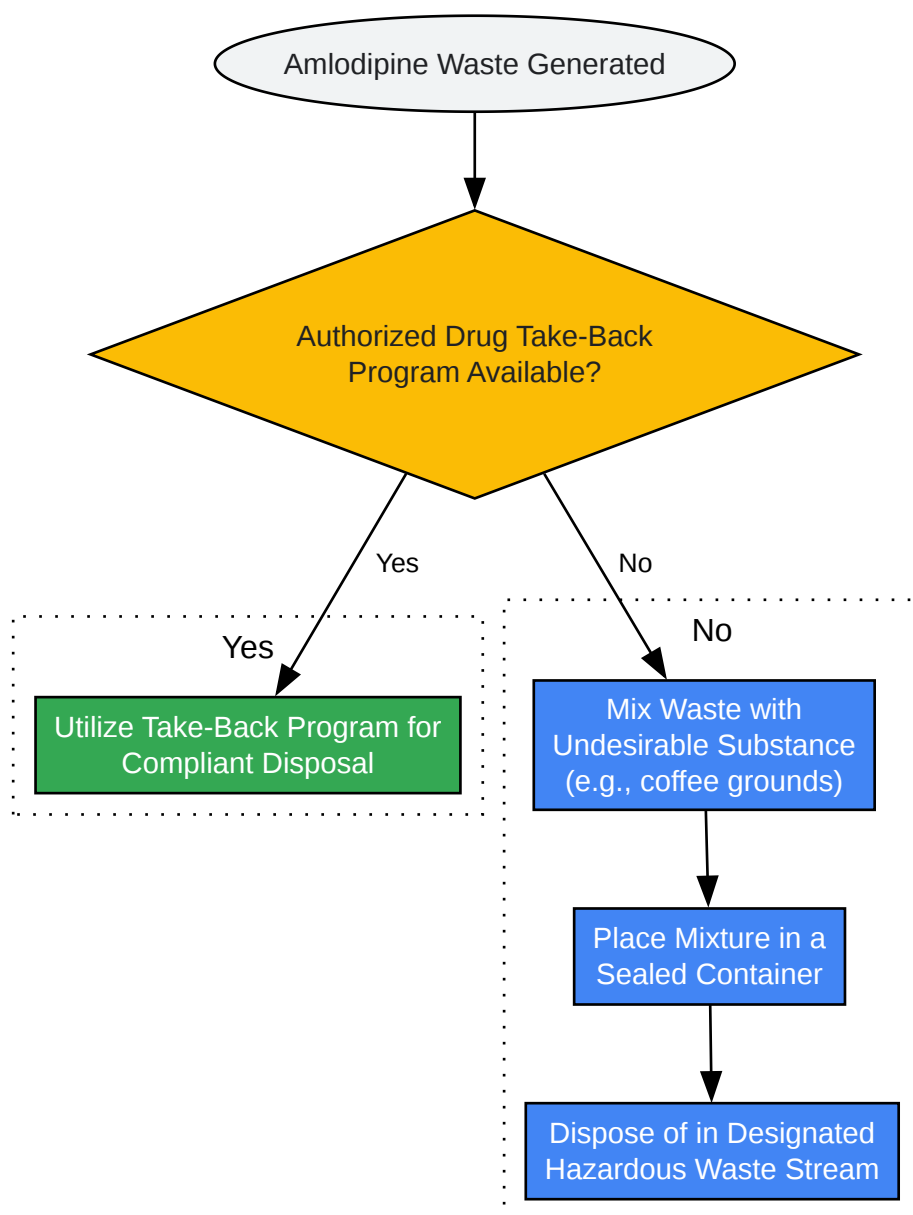 Amlodipine Waste Generated
Authorized Drug Take-Back
Program Available?
Yes
No
Yes
No
Utilize Take-Back Program for
Compliant Disposal
Mix Waste with
Undesirable Substance
(e.g., coffee grounds)
Place Mixture in a
Sealed Container
Dispose of in Designated
Hazardous Waste Stream